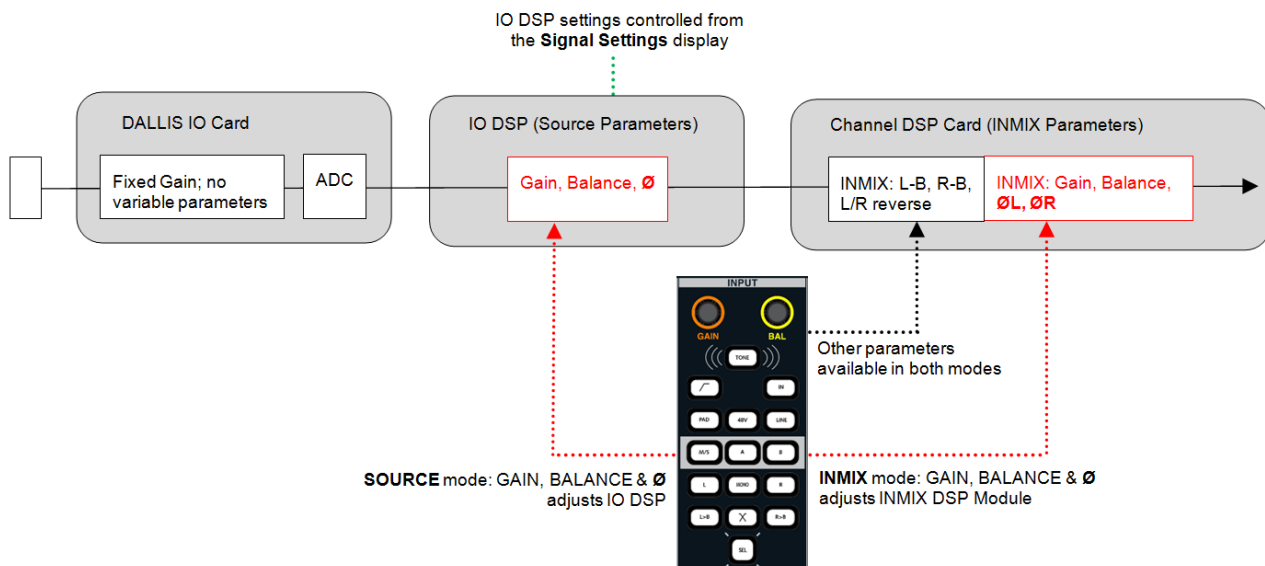 IO DSP settings controlled from
the Signal Settings display
DALLIS IO Card
IO DSP (Source Parameters)
Channel DSP Card (INMIX Parameters)
Fixed Gain; no
variable parameters
ADC
Gain, Balance, Ø
INMIX: L-B, R-B,
L/R reverse
INMIX: Gain, Balance,
ØL, ØR
INPUT
GAIN
BAL
TONE
IN
PAD
48V
LINE
M/S
A
B
L
R
L>B
X
R>B
SEL
Other parameters
available in both modes
SOURCE mode: GAIN, BALANCE & Ø
adjusts IO DSP
INMIX mode: GAIN, BALANCE & Ø
adjusts INMIX DSP Module